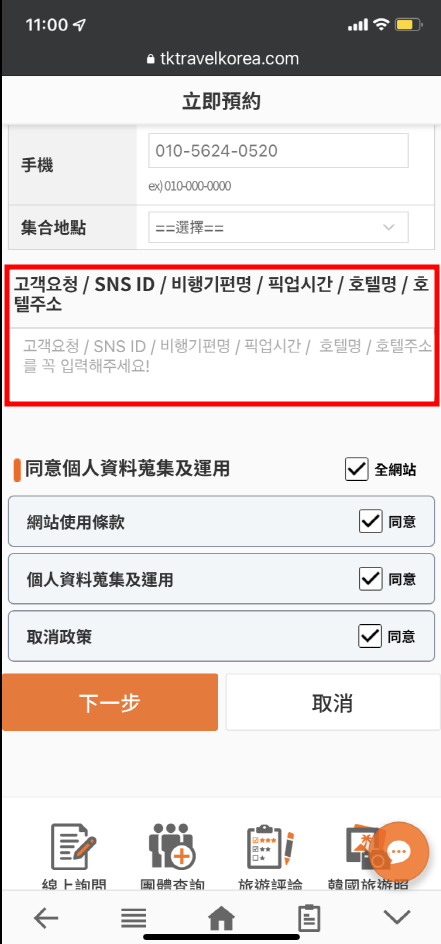 11:00
tktravelkorea.com
立即預約
手機
010-5624-0520
ex) 010-000-0000
集合地點
==選擇==
고객요청 / SNS ID / 비행기편명 / 픽업시간 / 호텔명 / 호
텔주소
고객요청 / SNS ID / 비행기편명 / 픽업시간 / 호텔명 / 호텔주소
를 꼭 입력해주세요!
同意個人資料蒐集及運用
全網站
網站使用條款
同意
個人資料蒐集及運用
同意
取消政策
同意
下一步
取消
線上詢問
團體查詢
旅遊評論
韓國旅遊照